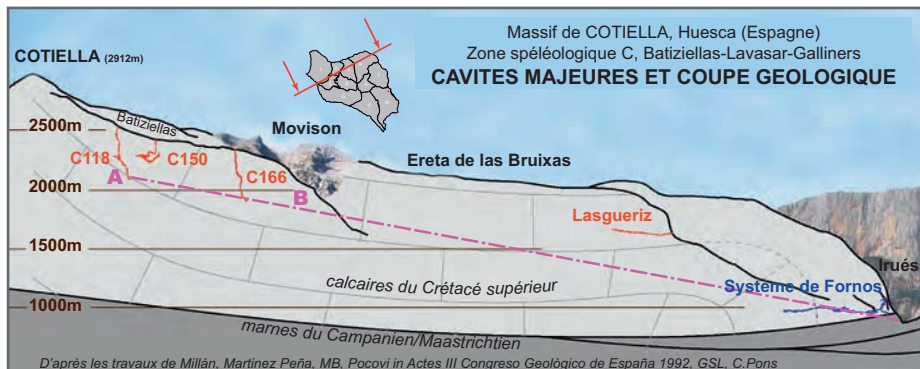 Massif de COTIELLA, Huesca (Espagne)
Zone spéléologique C, Batiziellas-Lavasar-Galliners
CAVITES MAJEURES ET COUPE GEOLOGIQUE
COTIELLA (2912m)
Batiziellas
Movison
2500m
C118
C150
Ereta de las Bruixas
C166
A
2000m
B
Lasgueriz
1500m
Irués
calcaires du Crétacé supérieur
Système de Fornos
1000m
marnes du Campanien/Maastrichtien
D'après les travaux de Millán, Martinez Peña, MB, Pocovi in Actes III Congreso Geològico de España 1992, GSL, C.Pons